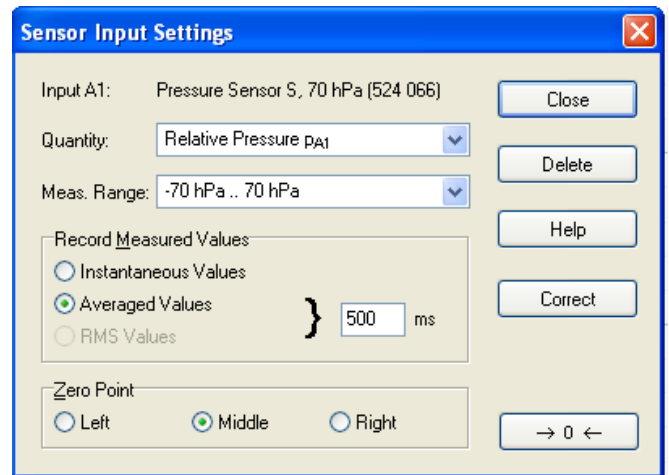 Sensor Input Settings
Input A1: Pressure Sensor S, 70 hPa (524 066)
Close
Quantity: Relative Pressure pA1
Delete
Meas. Range: -70 hPa .. 70 hPa
Help
Record Measured Values
Instantaneous Values
Averaged Values } 500 ms
Correct
RMS Values
Zero Point
Left Middle Right
→ 0 ←